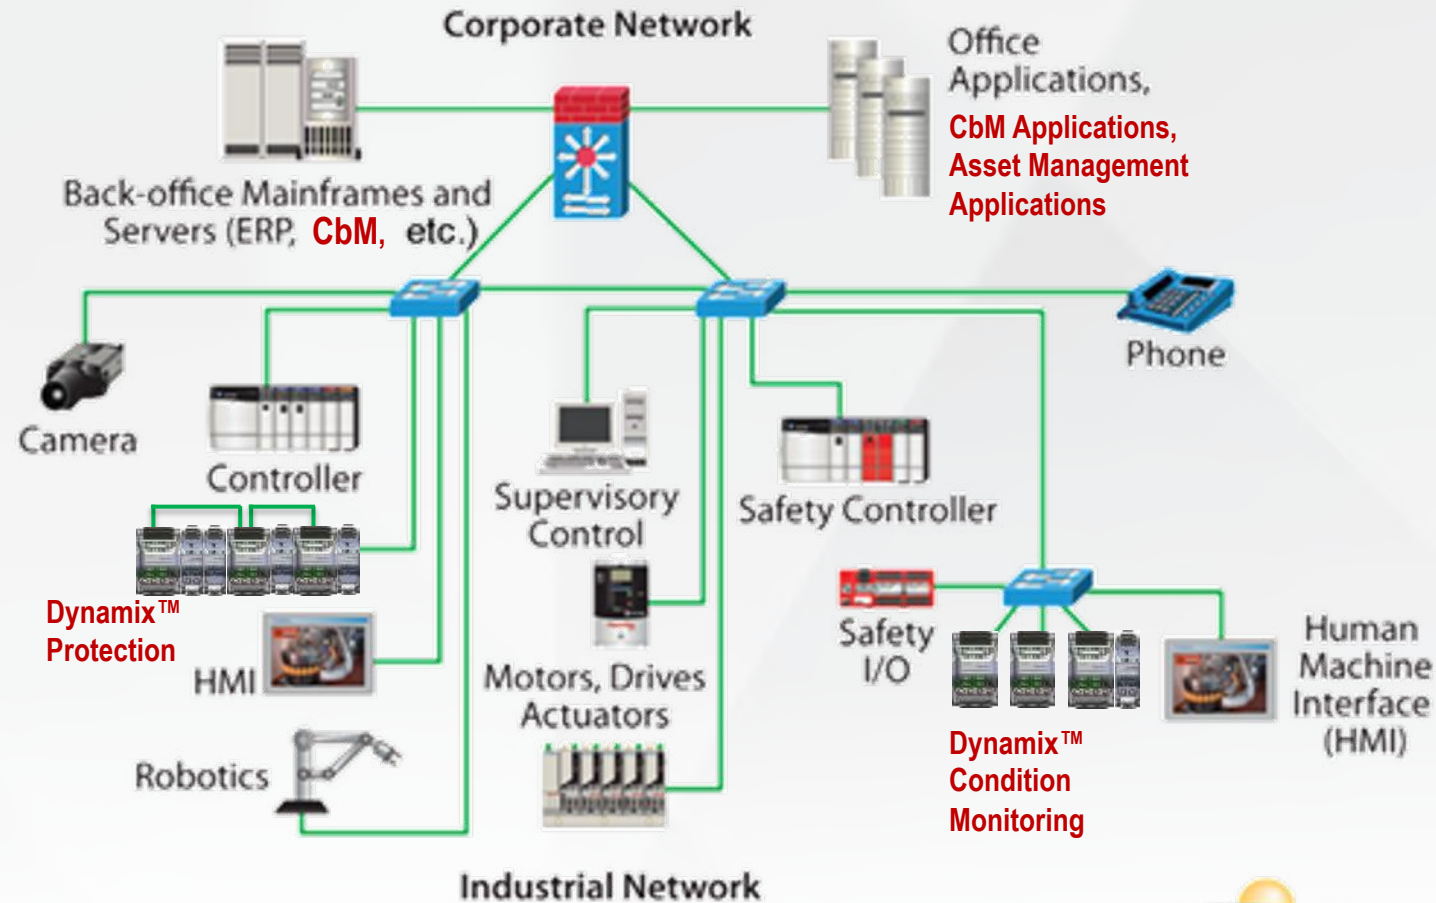 Corporate Network
Office
Applications,
CbM Applications,
Asset Management
Applications
Back-office Mainframes and
Servers (ERP, CbM, etc.)
Camera
Controller
Supervisory
Control
Safety Controller
Phone
Dynamix™
Protection
HMI
Motors, Drives
Actuators
Safety
I/O
Human
Machine
Interface
(HMI)
Robotics
Dynamix™
Condition
Monitoring
Industrial Network